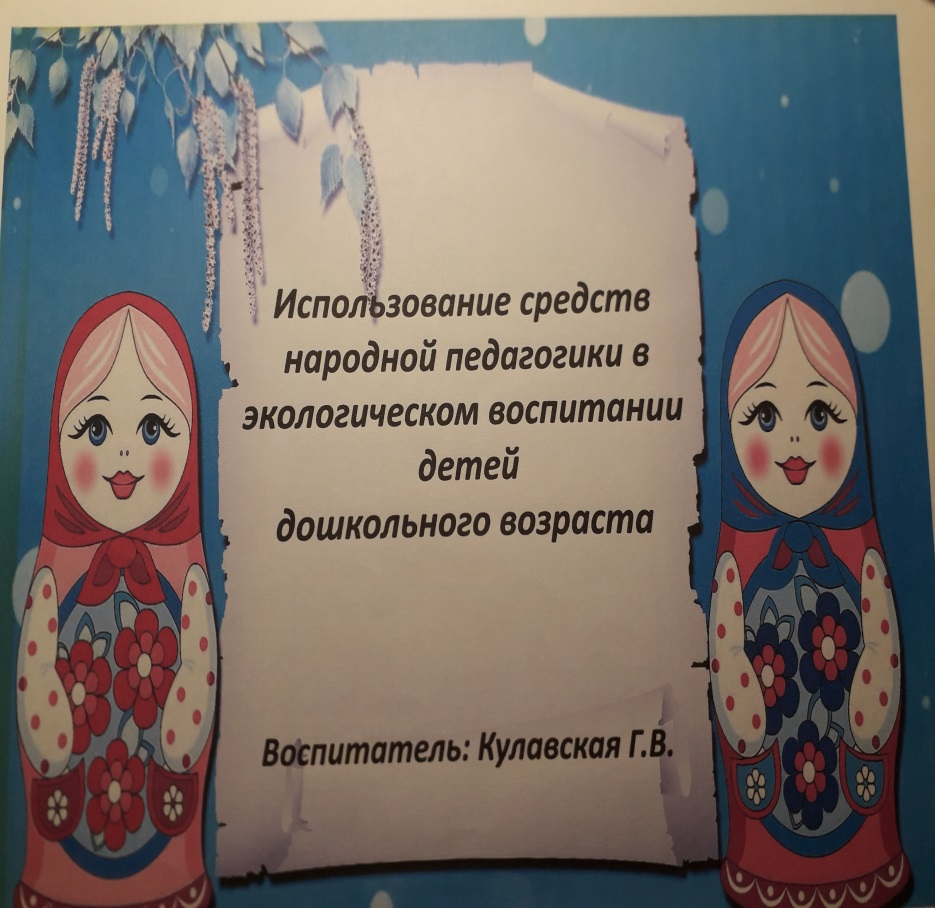 Использование средств
народной педагогики в
экологическом воспитании
детей
дошкольного возраста
Воспитатель: Кулавская Г.В.